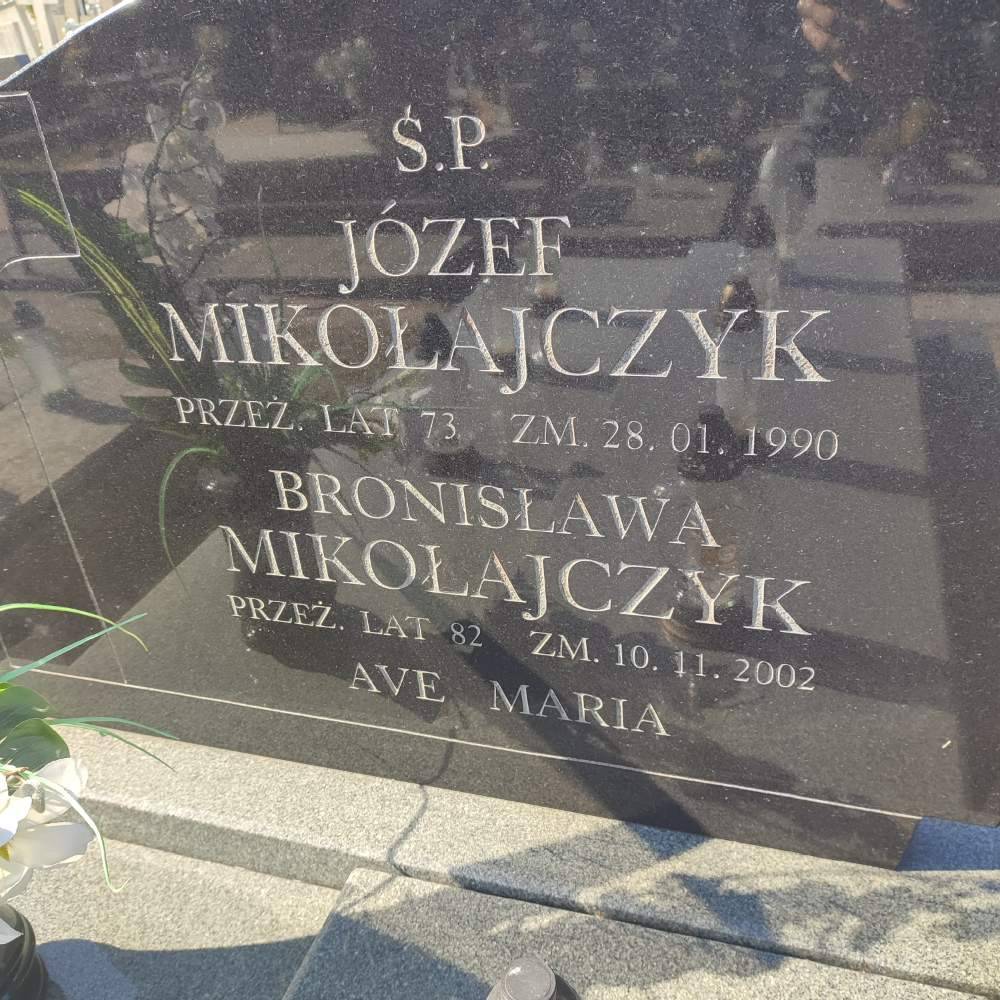 Ś.P.
JÓZEF
MIKOŁAJCZYK
PRZEŻ. LAT 73 ZM. 28. 01. 1990
BRONISŁAWA
MIKOŁAJCZYK
PRZEŻ. LAT 82 ZM. 10. 11. 2002
AVE MARIA